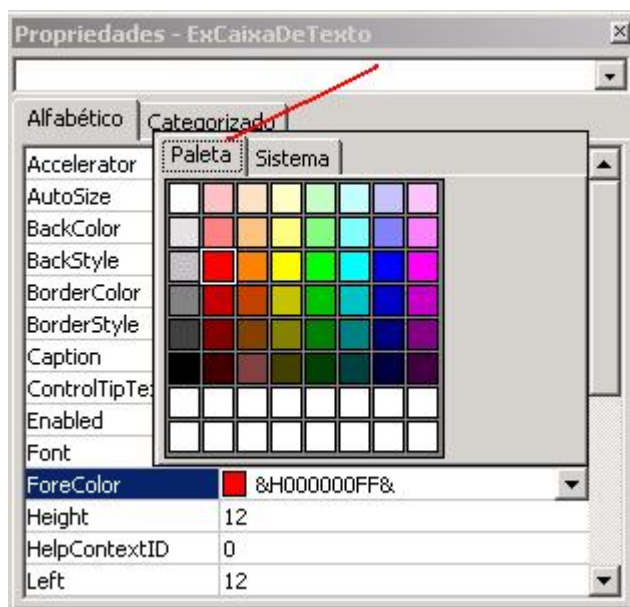 Propriedades - ExCaixaDeTexto
Alfabético Categorizado
Paleta Sistema
Accelerator
AutoSize
BackColor
BackStyle
BorderColor
BorderStyle
Caption
ControlTipTe
Enabled
Font
ForeColor &H000000FF&
Height 12
HelpContextID 0
Left 12